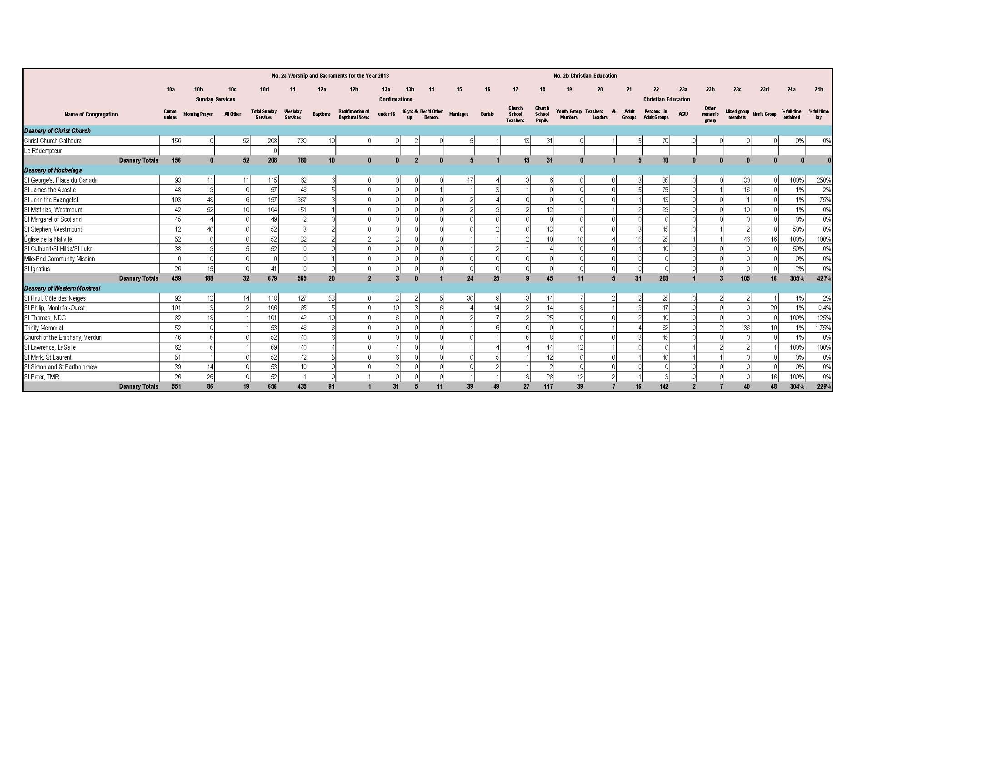 No. 2a Worship and Sacraments for the Year 2013 No. 2b Christian Education
10a 10b 10c 10d 11 12a 12b 13a 13b 14 15 16 17 18 19 20 21 22 23a 23b 23c 23d 24a 24b
Sunday Services Confirmations Christian Education
Name of Congregation Comm-unions Morning Prayer All Other Total Sunday Services Weekday Services Baptisms Reaffirmation of Baptismal Vows under 16 16 yrs & up Rec'd Other Demon. Marriages Burials Church School Teachers Church School Pupils Youth Group Members Teachers & Leaders Adult Groups Persons in Adult Groups ACW Other women's group Mixed group members Men's Group % full-time ordained % full-time lay
Deanery of Christ Church
Christ Church Cathedral 156 0 52 208 780 10 0 0 2 0 5 1 13 31 0 1 5 70 0 0 0 0 0% 0%
Le Rédempteur 0
Deanery Totals 156 0 52 208 780 10 0 0 2 0 5 1 13 31 0 1 5 70 0 0 0 0 0 0
Deanery of Hochelaga
St George's, Place du Canada 93 11 11 115 62 6 0 0 0 0 17 4 3 6 0 0 3 36 0 0 30 0 100% 250%
St James the Apostle 48 9 0 57 48 5 0 0 0 1 1 3 1 0 0 0 5 75 0 1 16 0 1% 2%
St John the Evangelist 103 48 6 157 367 3 0 0 0 0 2 4 0 0 0 0 1 13 0 0 1 0 1% 75%
St Matthias, Westmount 42 52 10 104 51 1 0 0 0 0 2 9 2 12 1 1 2 29 0 0 10 0 1% 0%
St Margaret of Scotland 45 4 0 49 2 0 0 0 0 0 0 0 0 0 0 0 0 0 0 0 0 0 0% 0%
St Stephen, Westmount 12 40 0 52 3 2 0 0 0 0 0 2 0 13 0 0 3 15 0 1 2 0 50% 0%
Église de la Nativité 52 0 0 52 32 2 2 3 0 0 1 1 2 10 10 4 16 25 1 1 46 16 100% 100%
St Cuthbert/St Hilda/St Luke 38 9 5 52 0 0 0 0 0 0 1 2 1 4 0 0 1 10 0 0 0 0 50% 0%
Mile-End Community Mission 0 0 0 0 0 1 0 0 0 0 0 0 0 0 0 0 0 0 0 0 0 0 0% 0%
St Ignatius 26 15 0 41 0 0 0 0 0 0 0 0 0 0 0 0 0 0 0 0 0 0 2% 0%
Deanery Totals 459 188 32 679 565 20 2 3 0 1 24 25 9 45 11 5 31 203 1 3 105 16 305% 427%
Deanery of Western Montreal
St Paul, Côte-des-Neiges 92 12 14 118 127 53 0 3 2 5 30 9 3 14 7 2 2 25 0 2 2 1 1% 2%
St Philip, Montréal-Ouest 101 3 2 106 85 5 0 10 3 6 4 14 2 14 8 1 3 17 0 0 0 20 1% 0.4%
St Thomas, NDG 82 18 1 101 42 10 0 6 0 0 2 7 2 25 0 0 2 10 0 0 0 0 100% 125%
Trinity Memorial 52 0 1 53 48 8 0 0 0 0 1 6 0 0 0 1 4 62 0 2 36 10 1% 1.75%
Church of the Epiphany, Verdun 46 6 0 52 40 6 0 0 0 0 0 1 6 8 0 0 3 15 0 0 0 0 1% 0%
St Lawrence, LaSalle 62 6 1 69 40 4 0 4 0 0 1 4 4 14 12 1 0 0 1 2 2 1 100% 100%
St Mark, St-Laurent 51 1 0 52 42 5 0 6 0 0 0 5 1 12 0 0 1 10 1 1 0 0 0% 0%
St Simon and St Bartholomew 39 14 0 53 10 0 0 2 0 0 0 2 1 2 0 0 0 0 0 0 0 0 0% 0%
St Peter, TMR 26 26 0 52 1 0 1 0 0 0 1 1 8 28 12 2 1 3 0 0 0 16 100% 0%
Deanery Totals 551 86 19 656 435 91 1 31 5 11 39 49 27 117 39 7 16 142 2 7 40 48 304% 229%